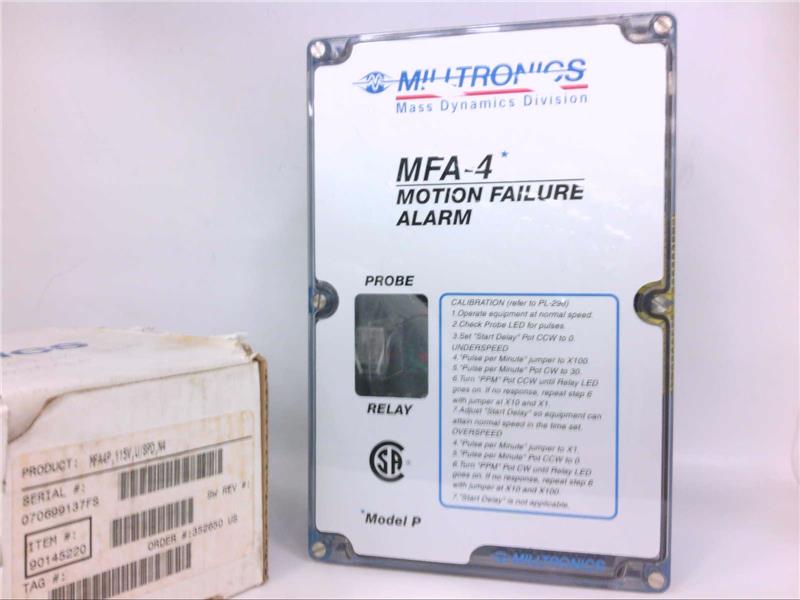 MILLTRONICS
Mass Dynamics Division
MFA-4 *
MOTION FAILURE
ALARM
PROBE
RELAY
CALIBRATION (refer to PL-298)
1.Operate equipment at normal speed.
2.Check Probe LED for pulses.
3.Set "Start Delay" Pot CCW to 0.
UNDERSPEED
4."Pulse per Minute" jumper to X100.
5."Pulse per Minute" Pot CW to 30.
6.Turn "PPM" Pot CCW until Relay LED
goes on. If no response, repeat step 6
with jumper at X10 and X1.
7.Adjust "Start Delay" so equipment can
attain normal speed in the time set.
OVERSPEED
4."Pulse per Minute" jumper to X1.
5."Pulse per Minute" Pot CCW to 0.
6.Turn "PPM" Pot CW until Relay LED
goes on. If no response, repeat step 6
with jumper at X10 and X100.
7."Start Delay" is not applicable.
SA ®
*Model P
MILLTRONICS
PRODUCT: MFA4P,115V,U/SPD,N4
SERIAL #:
070699137FS
SW REV #:
ITEM #:
90145220
ORDER #:352650 US
TAG #: